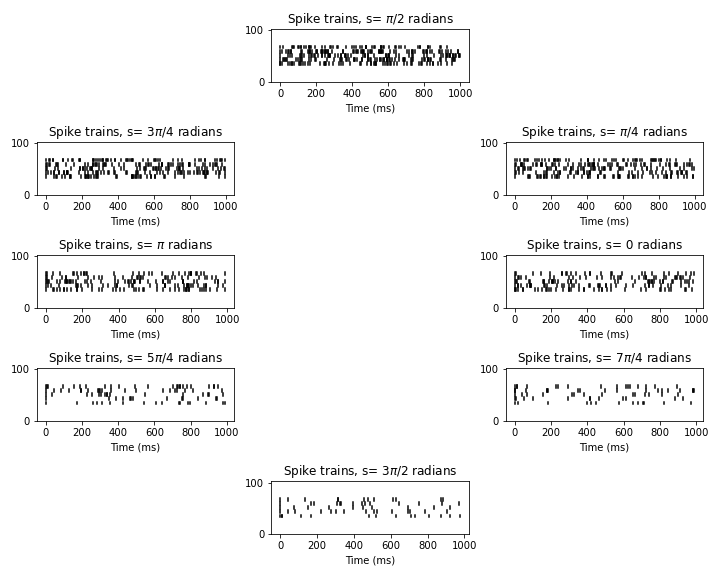 Spike trains, s= π/2 radians
100
0
0 200 400 600 800 1000
Time (ms)
Spike trains, s= 3π/4 radians
100
0
0 200 400 600 800 1000
Time (ms)
Spike trains, s= π/4 radians
100
0
0 200 400 600 800 1000
Time (ms)
Spike trains, s= π radians
100
0
0 200 400 600 800 1000
Time (ms)
Spike trains, s= 0 radians
100
0
0 200 400 600 800 1000
Time (ms)
Spike trains, s= 5π/4 radians
100
0
0 200 400 600 800 1000
Time (ms)
Spike trains, s= 7π/4 radians
100
0
0 200 400 600 800 1000
Time (ms)
Spike trains, s= 3π/2 radians
100
0
0 200 400 600 800 1000
Time (ms)